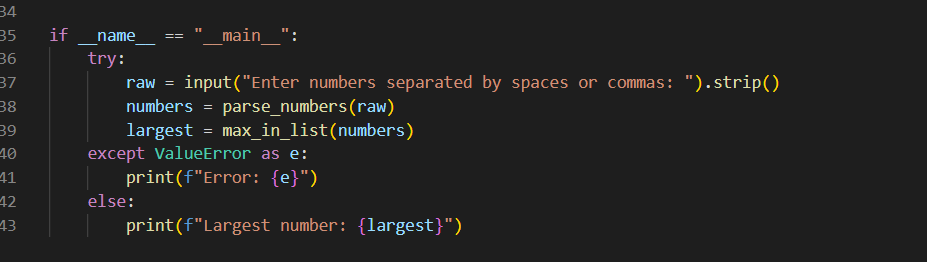 34
35 if __name__ == "__main__":
36     try:
37         raw = input("Enter numbers separated by spaces or commas: ").strip()
38         numbers = parse_numbers(raw)
39         largest = max_in_list(numbers)
40     except ValueError as e:
41         print(f"Error: {e}")
42     else:
43         print(f"Largest number: {largest}")